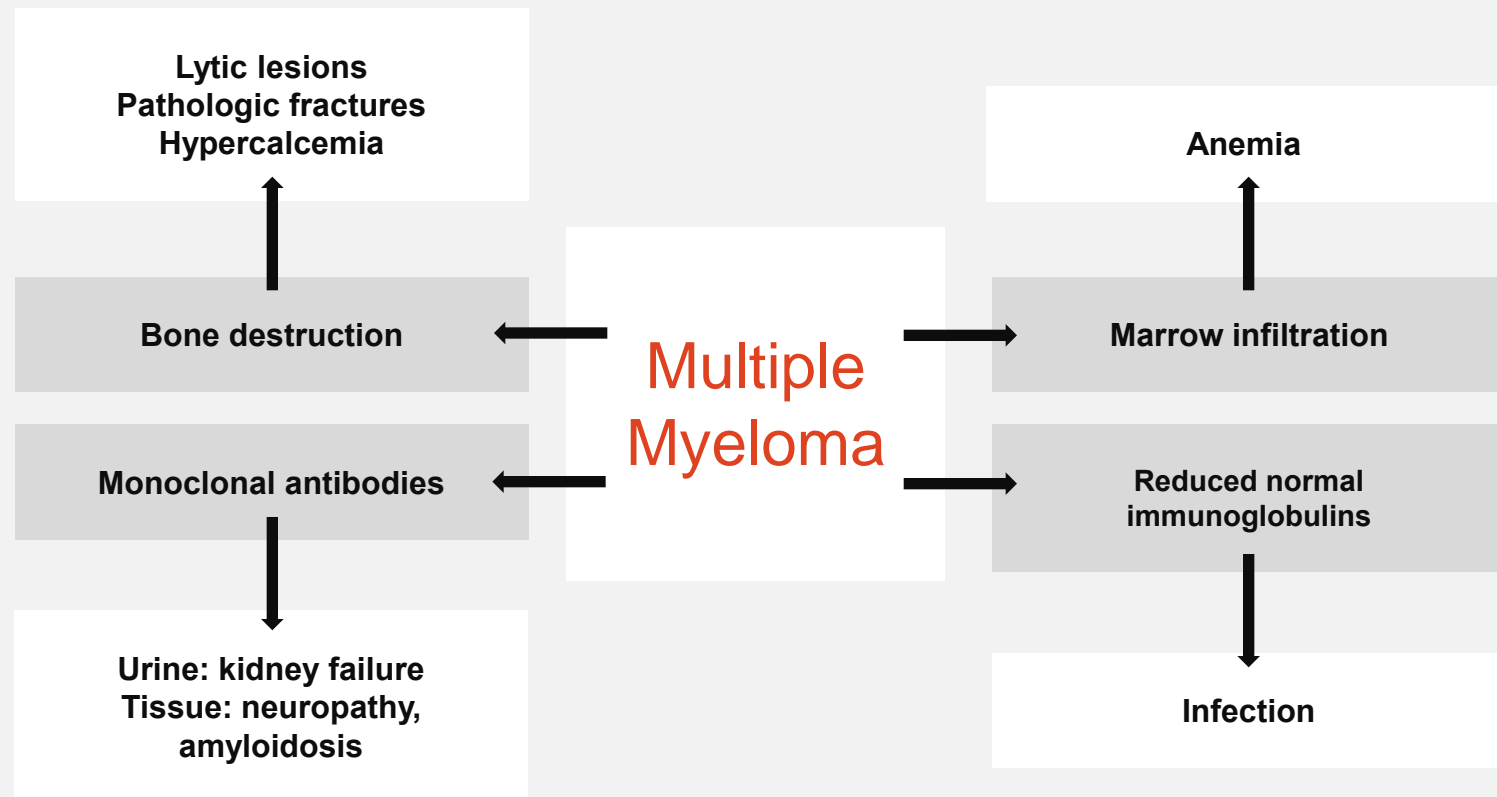 Lytic lesions
Pathologic fractures
Hypercalcemia
Anemia
Bone destruction
Multiple
Myeloma
Marrow infiltration
Monoclonal antibodies
Reduced normal
immunoglobulins
Urine: kidney failure
Tissue: neuropathy,
amyloidosis
Infection